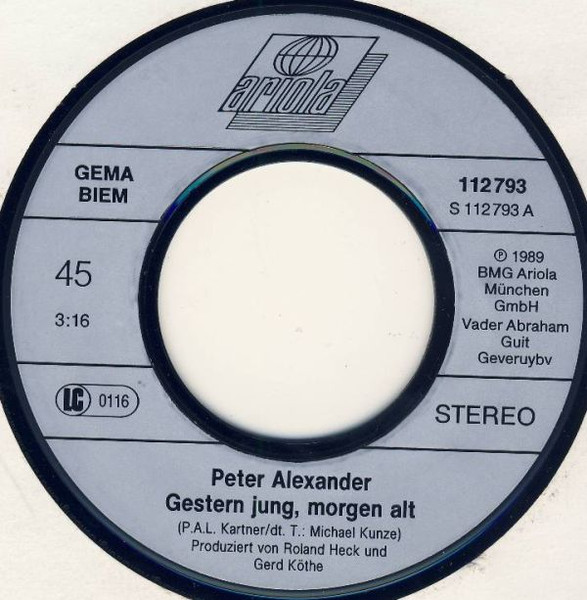 ariola
GEMA
BIEM
112793
S 112793 A
45
3:16
℗ 1989
BMG Ariola
München
GmbH
Vader Abraham
Guit
Geveruybv
LC 0116
STEREO
Peter Alexander
Gestern jung, morgen alt
(P.A.L. Kartner/dt. T.: Michael Kunze)
Produziert von Roland Heck und
Gerd Köthe